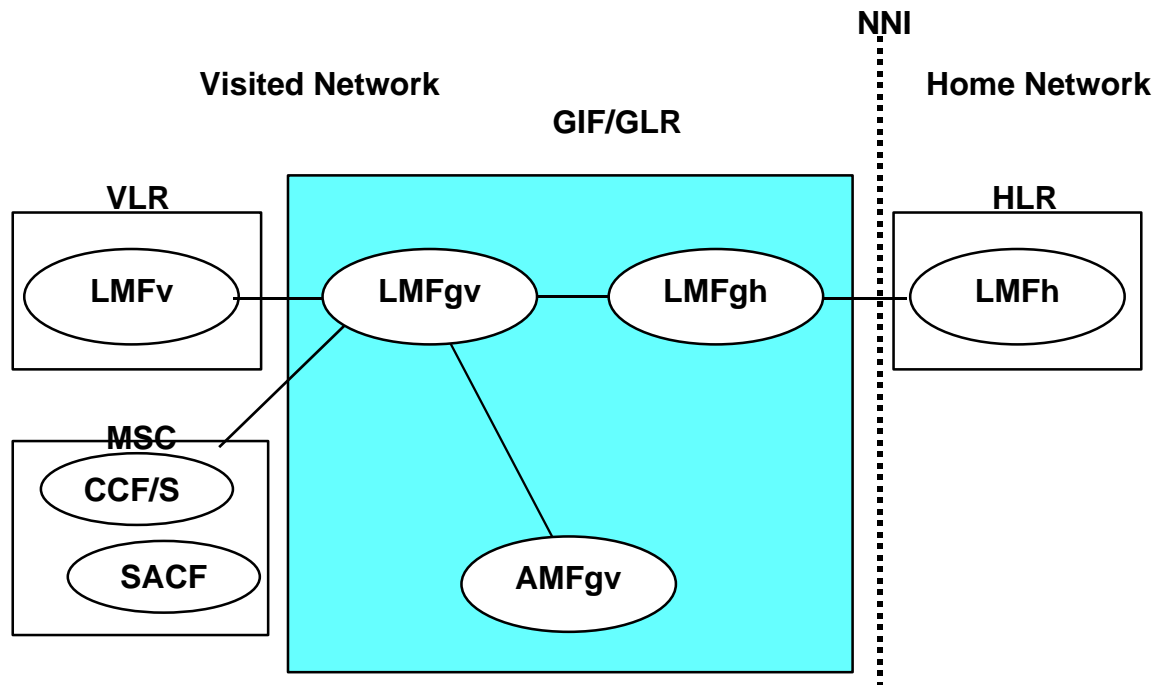 NNI
Visited Network
Home Network
GIF/GLR
VLR
HLR
LMFv
LMFgv
LMFgh
LMFh
MSC
CCF/S
SACF
AMFgv